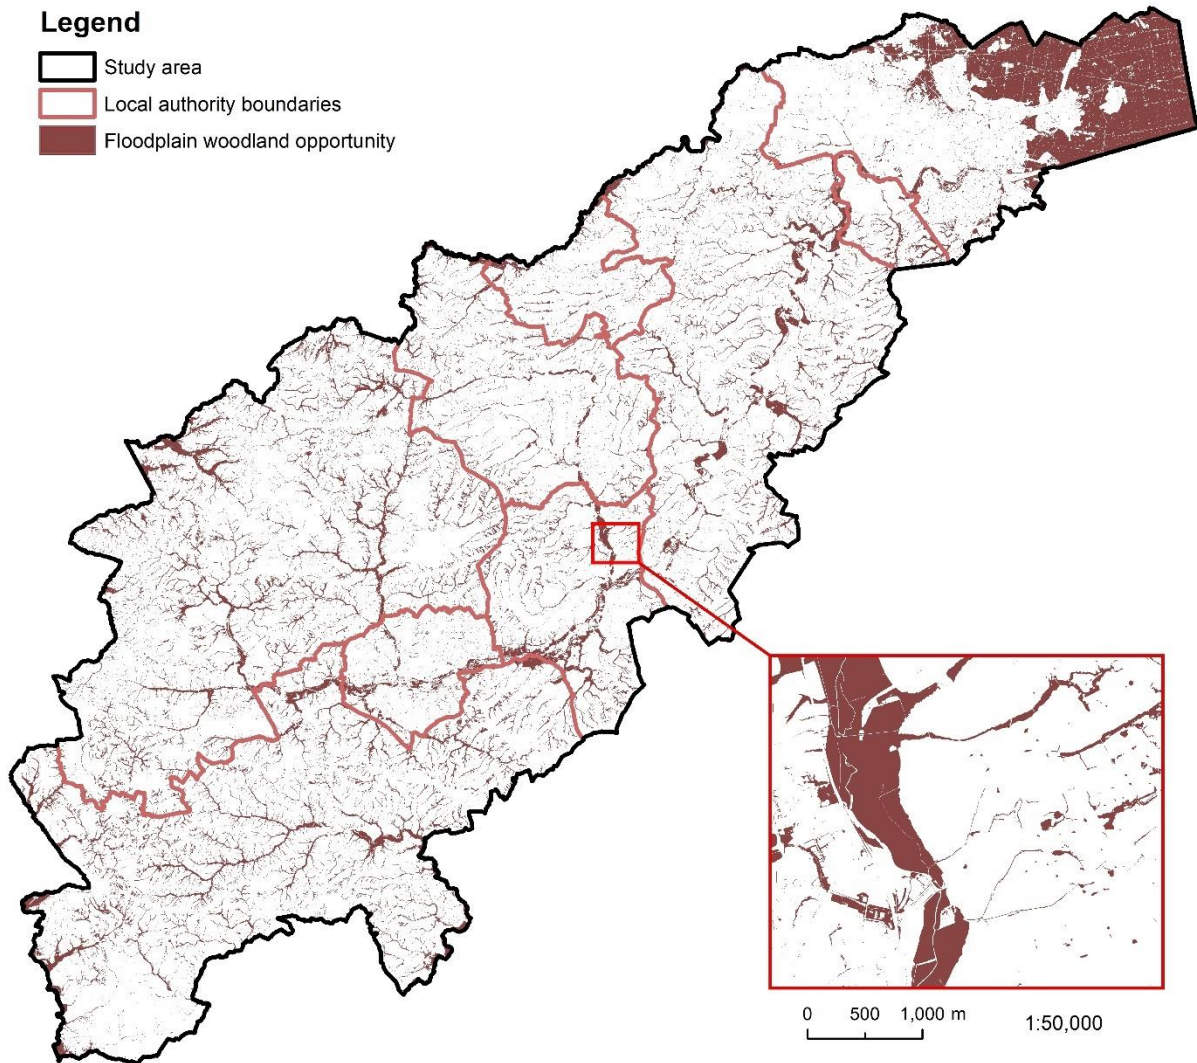 Legend
Study area
Local authority boundaries
Floodplain woodland opportunity
0 500 1,000 m
1:50,000